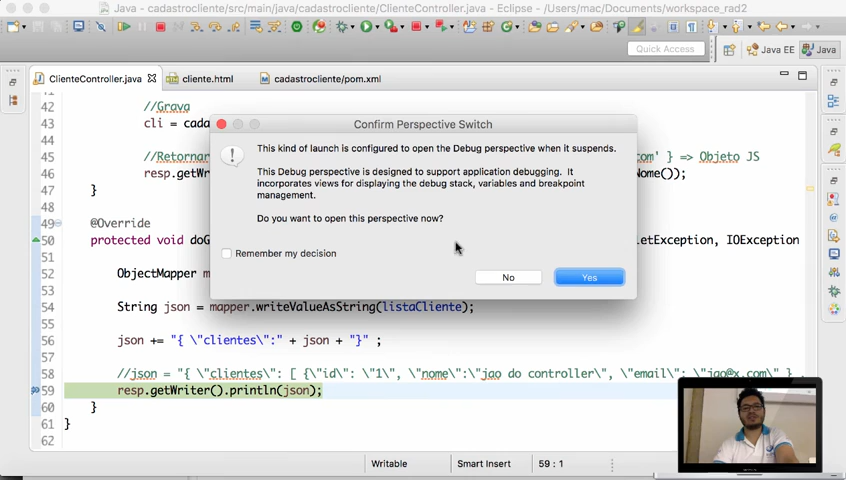 Java - cadastrocliente/src/main/java/cadastrocliente/ClienteController.java - Eclipse - /Users/mac/Documents/workspace_rad2
Quick Access
Java EE
Java
ClienteController.java
cliente.html
cadastrocliente/pom.xml
42 //Grava
43 cli = cada
44
45 //Retornar om' } => Objeto JS
46 resp.getWr Nome());
47 }
48
49 @Override
50 protected void doG letException, IOException
51
52 ObjectMapper m
53
54 String json = mapper.writeValueAsString(listaCliente);
55
56 json += "{ \"clientes\":" + json + "}" ;
57
58 //json = "{ \"clientes\": [ {\"id\": \"1\", \"nome\":\"jao do controller\", \"email\": \"jao@x.com\" }
59 resp.getWriter().println(json);
60 }
61 }
62
Confirm Perspective Switch
This kind of launch is configured to open the Debug perspective when it suspends.
This Debug perspective is designed to support application debugging. It
incorporates views for displaying the debug stack, variables and breakpoint
management.
Do you want to open this perspective now?
Remember my decision
No
Yes
Writable
Smart Insert
59 : 1